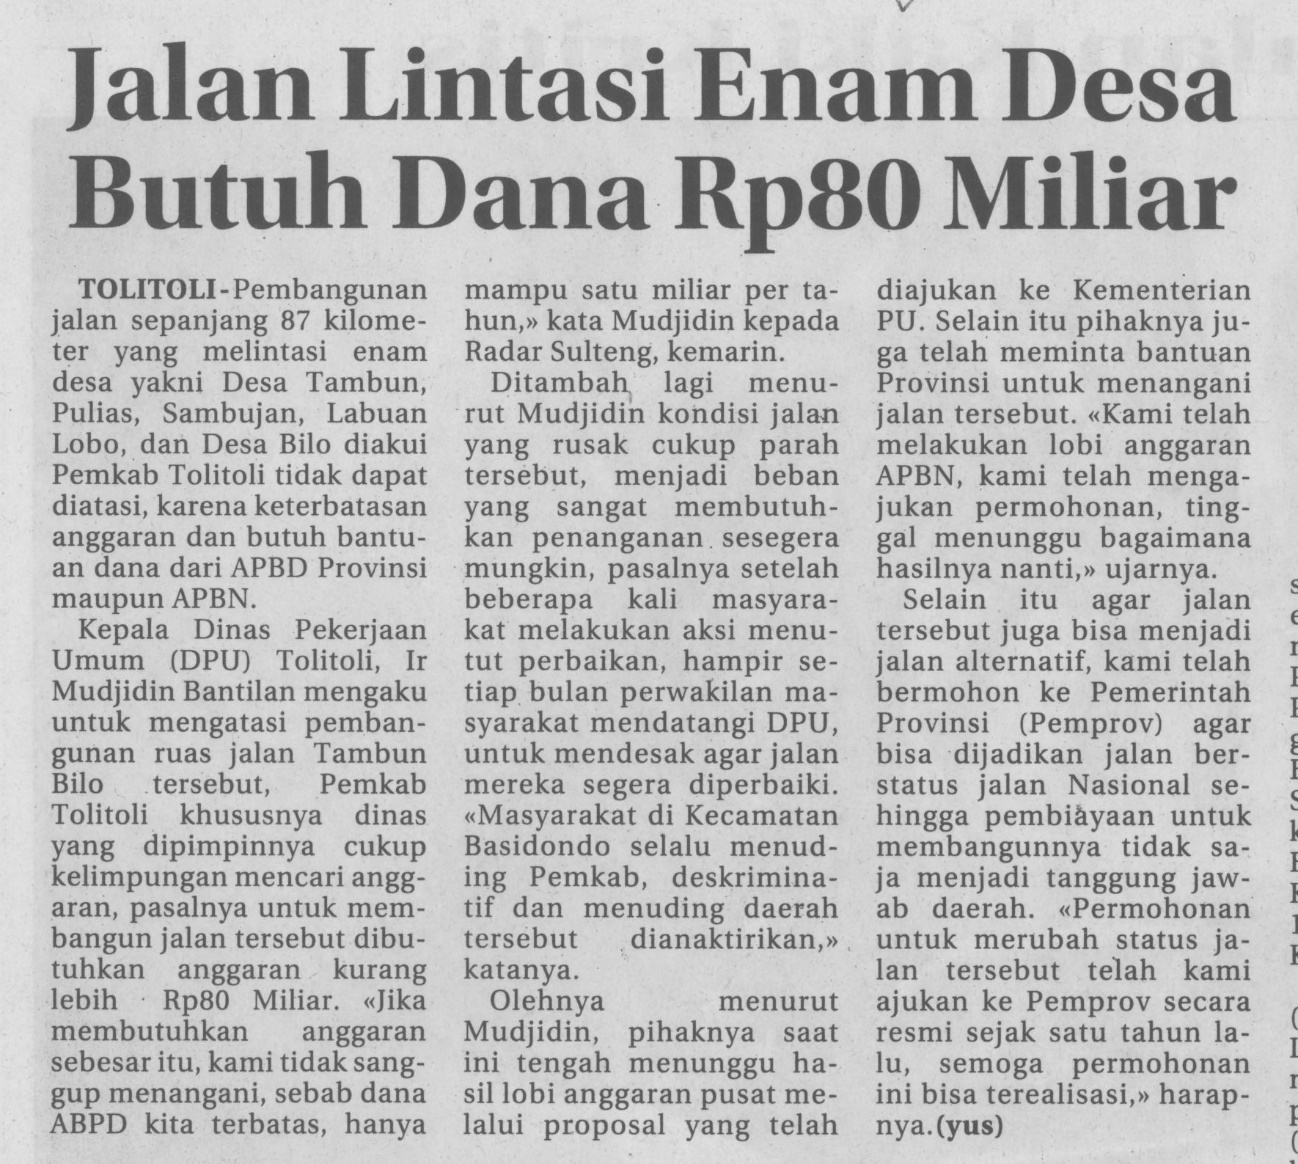 Jalan Lintasi Enam Desa
Butuh Dana Rp80 Miliar
TOLITOLI-Pembangunan
jalan sepanjang 87 kilome-
ter yang melintasi enam
desa yakni Desa Tambun,
Pulias, Sambujan, Labuan
Lobo, dan Desa Bilo diakui
Pemkab Tolitoli tidak dapat
diatasi, karena keterbatasan
anggaran dan butuh bantu-
an dana dari APBD Provinsi
maupun APBN.
Kepala Dinas Pekerjaan
Umum (DPU) Tolitoli, Ir
Mudjidin Bantilan mengaku
untuk mengatasi pemban-
gunan ruas jalan Tambun
Bilo tersebut, Pemkab
Tolitoli khususnya dinas
yang dipimpinnya cukup
kelimpungan mencari angg-
aran, pasalnya untuk mem-
bangun jalan tersebut dibu-
tuhkan anggaran kurang
lebih Rp80 Miliar. «Jika
membutuhkan anggaran
sebesar itu, kami tidak sang-
gup menangani, sebab dana
ABPD kita terbatas, hanya
mampu satu miliar per ta-
hun,» kata Mudjidin kepada
Radar Sulteng, kemarin.
Ditambah lagi menu-
rut Mudjidin kondisi jalan
yang rusak cukup parah
tersebut, menjadi beban
yang sangat membutuh-
kan penanganan sesegera
mungkin, pasalnya setelah
beberapa kali masyara-
kat melakukan aksi menu-
tut perbaikan, hampir se-
tiap bulan perwakilan ma-
syarakat mendatangi DPU,
untuk mendesak agar jalan
mereka segera diperbaiki.
«Masyarakat di Kecamatan
Basidondo selalu menud-
ing Pemkab, deskrimina-
tif dan menuding daerah
tersebut dianaktirikan,»
katanya.
Olehnya menurut
Mudjidin, pihaknya saat
ini tengah menunggu ha-
sil lobi anggaran pusat me-
lalui proposal yang telah
diajukan ke Kementerian
PU. Selain itu pihaknya ju-
ga telah meminta bantuan
Provinsi untuk menangani
jalan tersebut. «Kami telah
melakukan lobi anggaran
APBN, kami telah menga-
jukan permohonan, ting-
gal menunggu bagaimana
hasilnya nanti,» ujarnya.
Selain itu agar jalan
tersebut juga bisa menjadi
jalan alternatif, kami telah
bermohon ke Pemerintah
Provinsi (Pemprov) agar
bisa dijadikan jalan ber-
status jalan Nasional se-
hingga pembiayaan untuk
membangunnya tidak sa-
ja menjadi tanggung jaw-
ab daerah. «Permohonan
untuk merubah status ja-
lan tersebut telah kami
ajukan ke Pemprov secara
resmi sejak satu tahun la-
lu, semoga permohonan
ini bisa terealisasi,» harap-
nya.(yus)